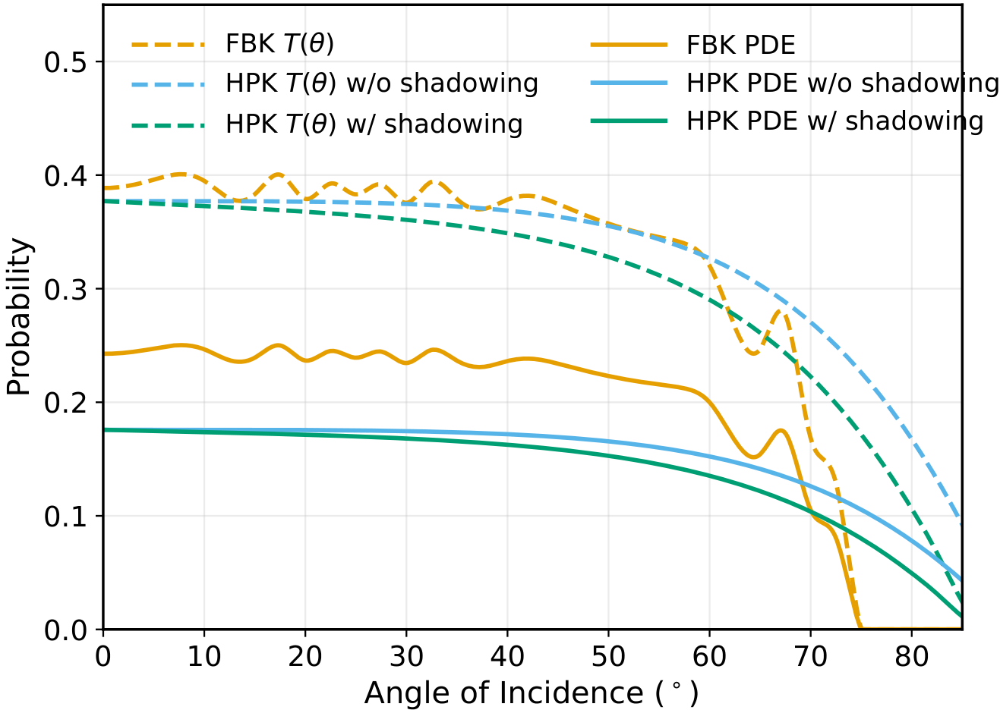 FBK T(θ)
HPK T(θ) w/o shadowing
HPK T(θ) w/ shadowing
FBK PDE
HPK PDE w/o shadowing
HPK PDE w/ shadowing
Probability
0.5
0.4
0.3
0.2
0.1
0.0
0 10 20 30 40 50 60 70 80
Angle of Incidence (°)